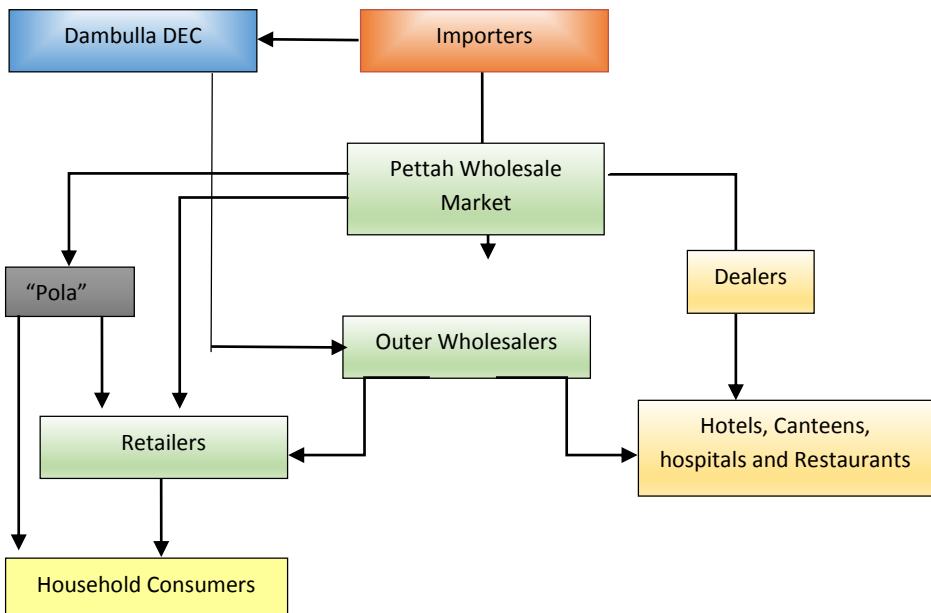 Dambulla DEC
Importers
Pettah Wholesale
Market
“Pola”
Dealers
Outer Wholesalers
Retailers
Hotels, Canteens,
hospitals and Restaurants
Household Consumers